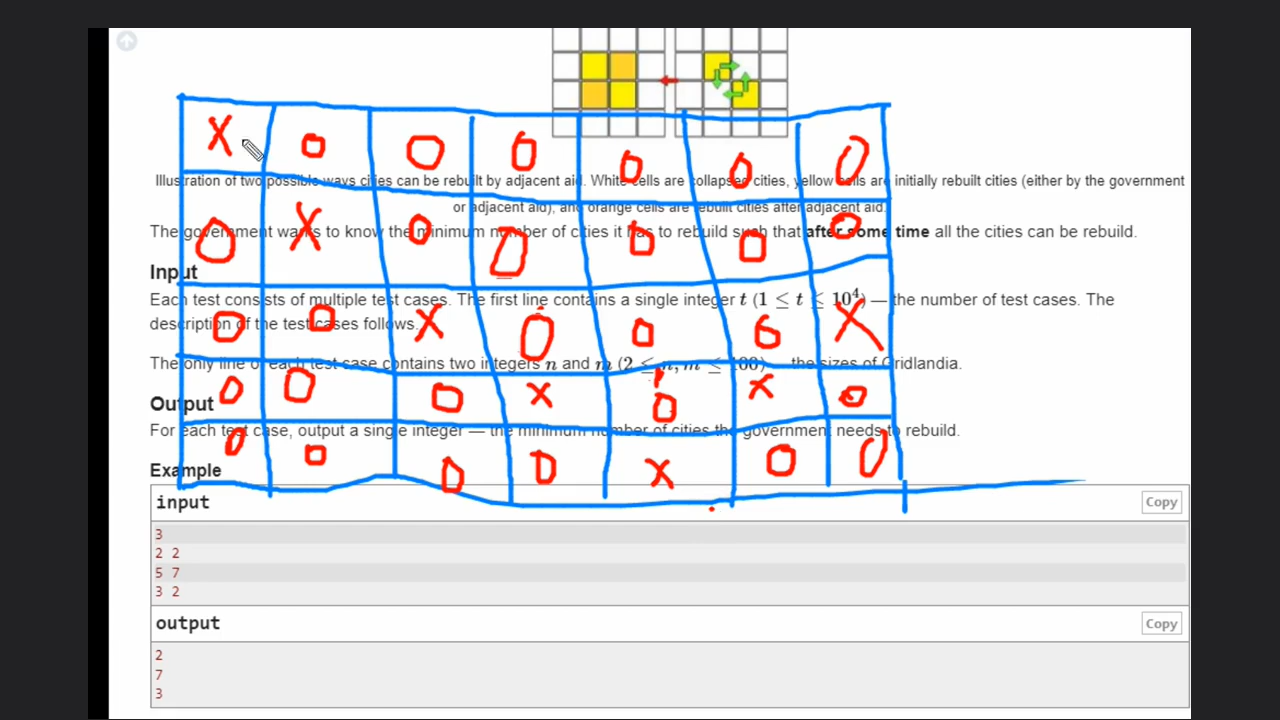 Illustration of two possible ways cities can be rebuilt by adjacent aid. White cells are collapsed cities, yellow cells are initially rebuilt cities (either by the government
or adjacent aid), and orange cells are rebuilt cities after adjacent aid.
The government wants to know the minimum number of cities it has to rebuild such that after some time all the cities can be rebuild.
Input
Each test consists of multiple test cases. The first line contains a single integer t (1 ≤ t ≤ 10⁴) — the number of test cases. The
description of the test cases follows.
The only line of each test case contains two integers n and m (2 ≤ n, m ≤ 100) — the sizes of Gridlandia.
Output
For each test case, output a single integer — the minimum number of cities the government needs to rebuild.
Example
input
Copy
3
2 2
5 7
3 2
output
Copy
2
7
3
X O O O O O O
O X O O O O O
O O X O O O X
O O O X O X O
O O O O X O O